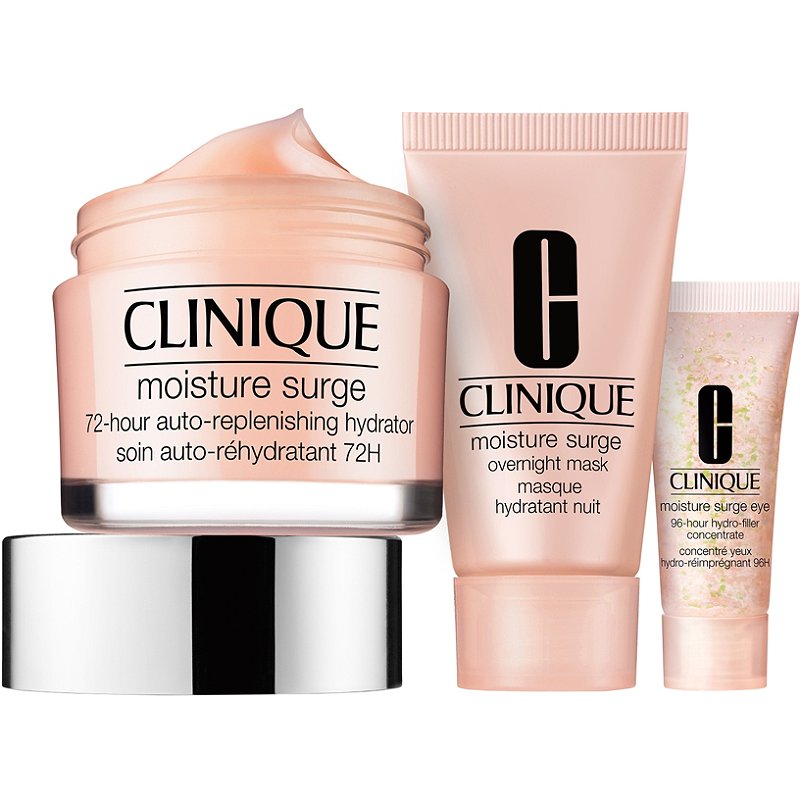 CLINIQUE
moisture surge
72-hour auto-replenishing hydrator
soin auto-réhydratant 72H
C
CLINIQUE
moisture surge
overnight mask
masque
hydratant nuit
C
CLINIQUE
moisture surge eye
96-hour hydro-filler
concentrate
concentré yeux
hydro-réimprégnant 96H